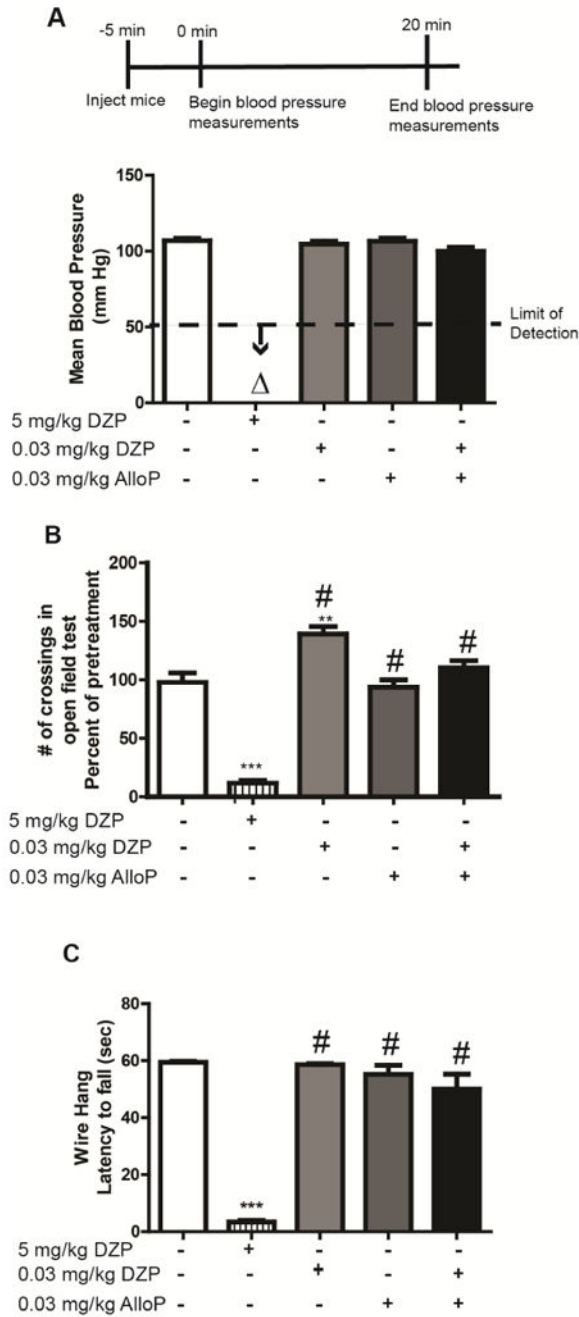 A
-5 min 0 min 20 min
Inject mice Begin blood pressure measurements End blood pressure measurements
Mean Blood Pressure
(mm Hg)
150
100
50
0
Limit of
Detection
Δ
5 mg/kg DZP - + - - -
0.03 mg/kg DZP - - + - +
0.03 mg/kg AlloP - - - + +
B
# of crossings in
open field test
Percent of pretreatment
200
150
100
50
0
***
#
**
#
#
5 mg/kg DZP - + - - -
0.03 mg/kg DZP - - + - +
0.03 mg/kg AlloP - - - + +
C
Wire Hang
Latency to fall (sec)
80
60
40
20
0
***
#
#
#
5 mg/kg DZP - + - - -
0.03 mg/kg DZP - - + - +
0.03 mg/kg AlloP - - - + +